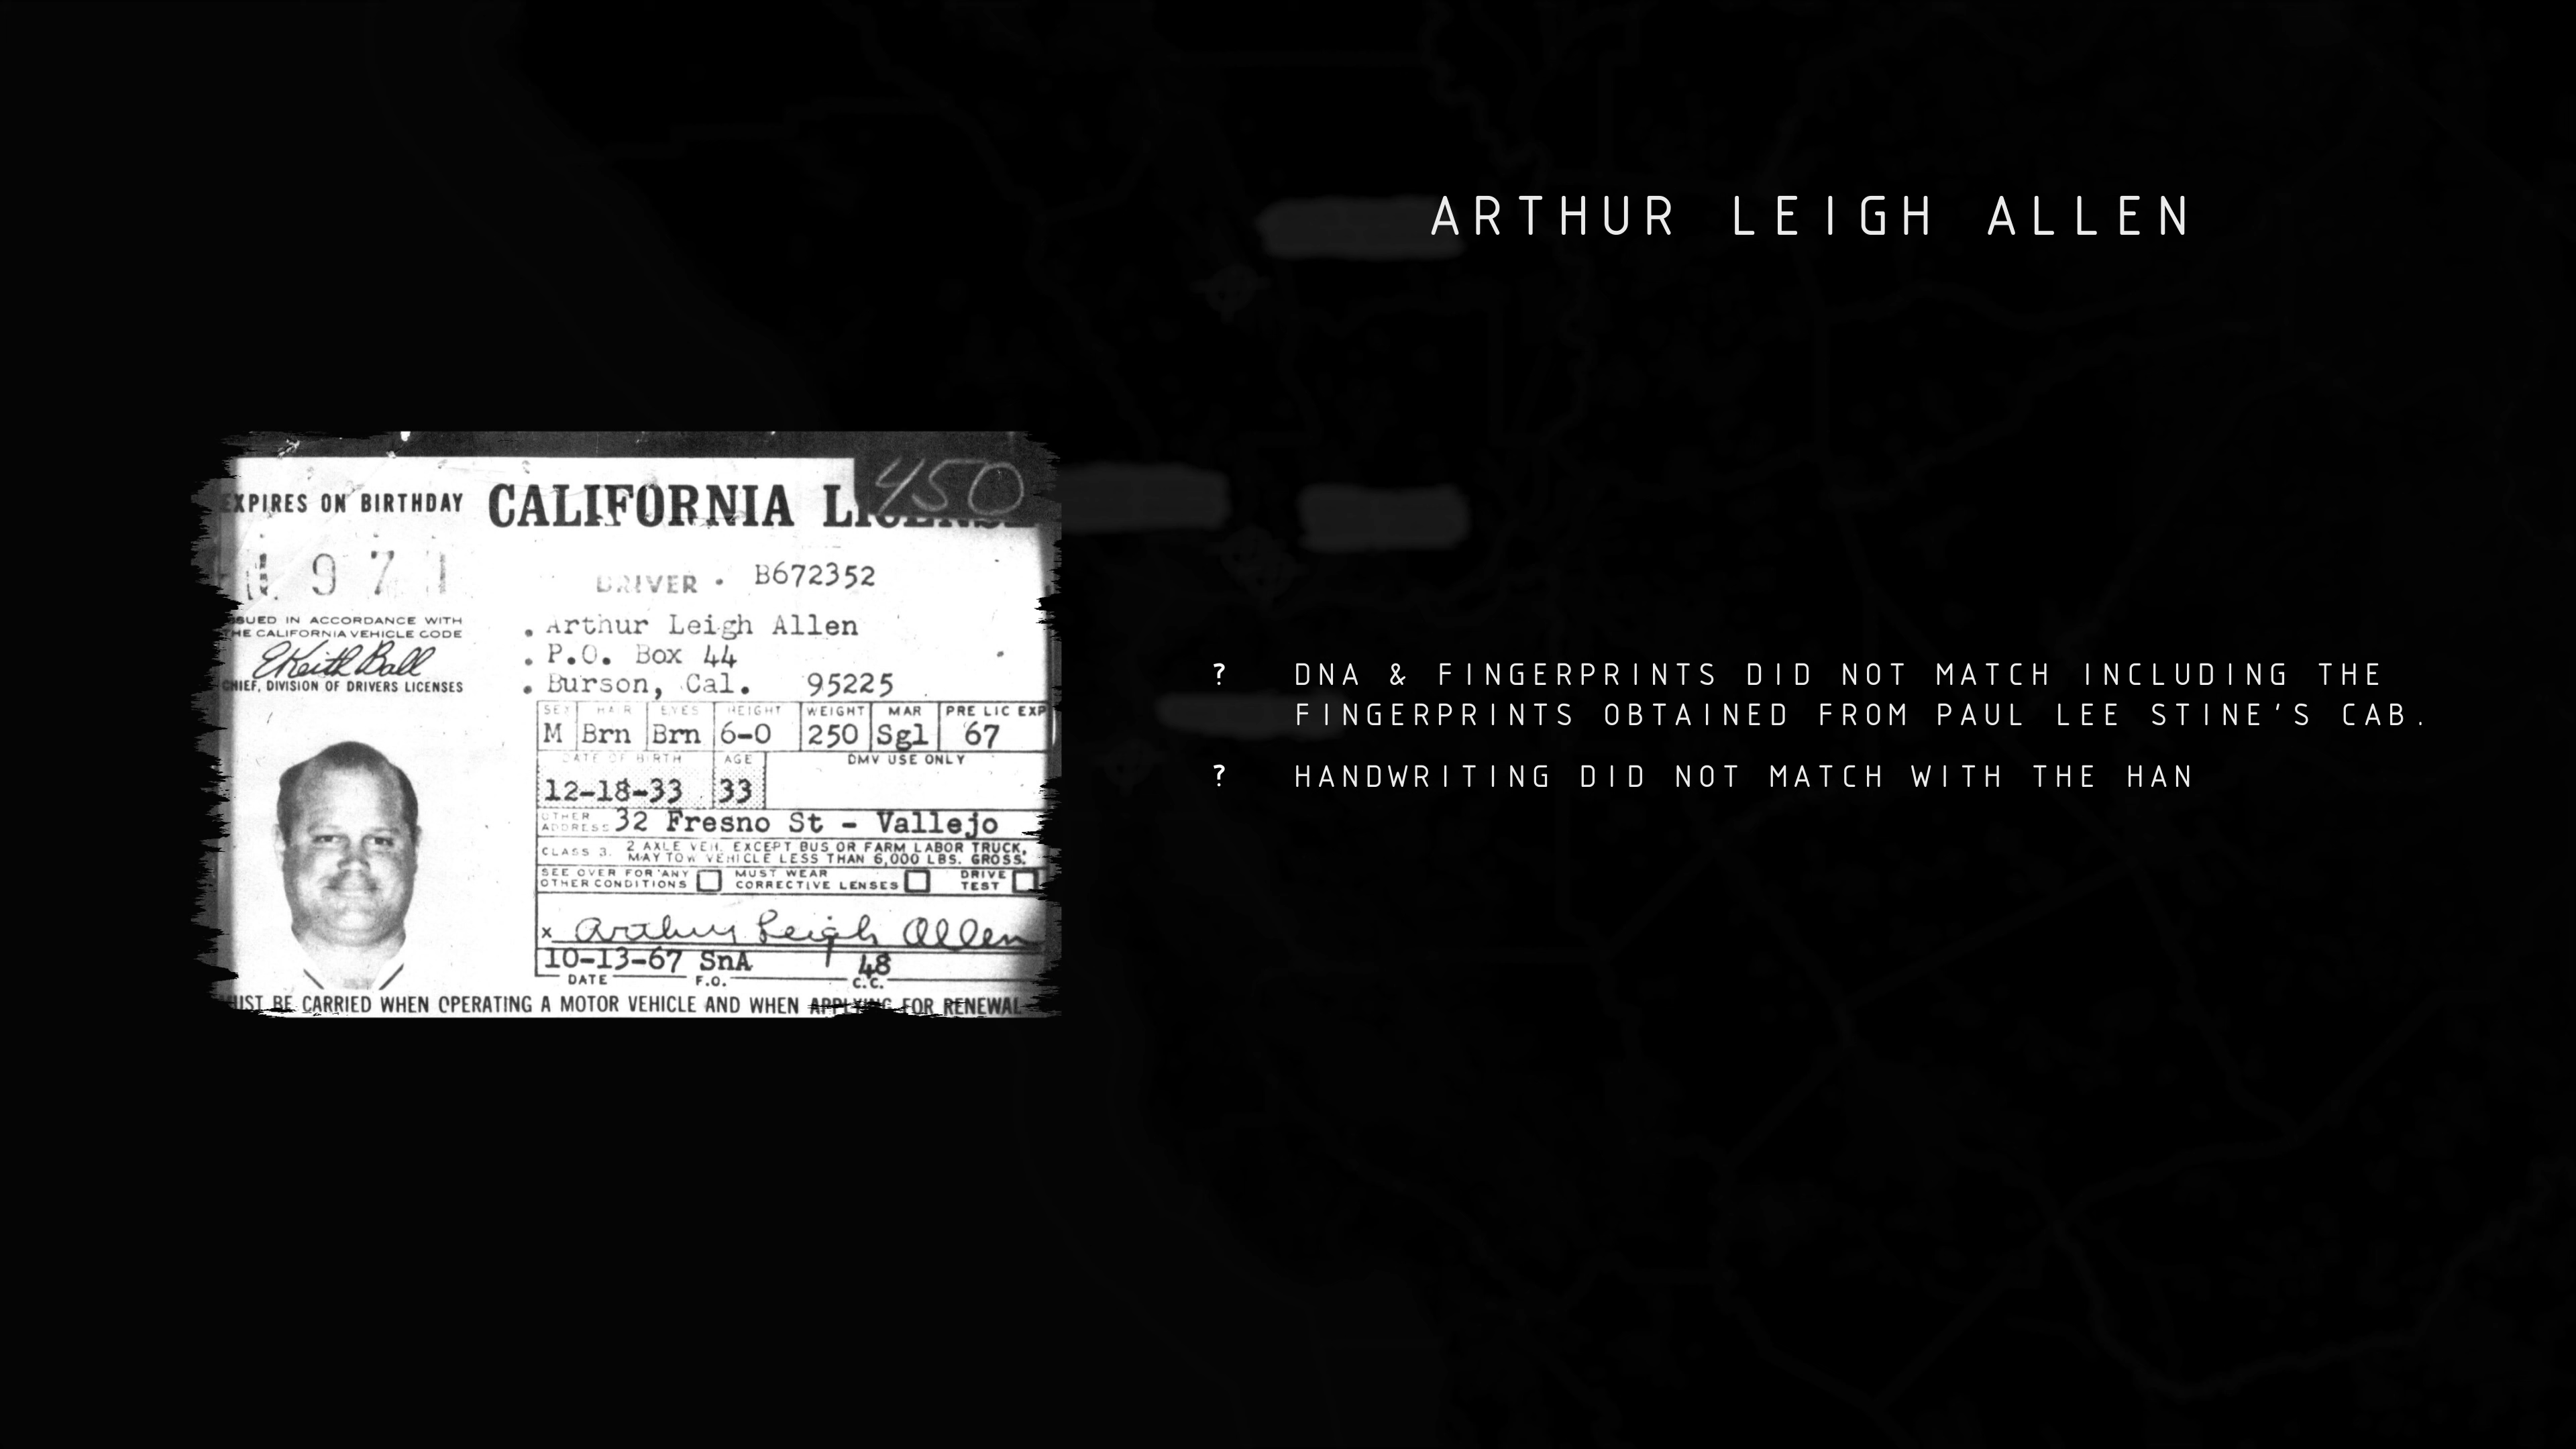 ARTHUR LEIGH ALLEN
450
EXPIRES ON BIRTHDAY CALIFORNIA LICENSE
1971
DRIVER · B672352
ISSUED IN ACCORDANCE WITH
THE CALIFORNIA VEHICLE CODE
EKeith Ball
CHIEF, DIVISION OF DRIVERS LICENSES
Arthur Leigh Allen
P.O. Box 44
Burson, Cal. 95225
SEX HAIR EYES HEIGHT WEIGHT MAR PRE LIC EXP
M Brn Brn 6-0 250 Sgl '67
DATE OF BIRTH AGE DMV USE ONLY
12-18-33 33
OTHER ADDRESS 32 Fresno St - Vallejo
CLASS 3. 2 AXLE VEH. EXCEPT BUS OR FARM LABOR TRUCK.
MAY TOW VEHICLE LESS THAN 6,000 LBS. GROSS.
SEE OVER FOR ANY OTHER CONDITIONS MUST WEAR CORRECTIVE LENSES DRIVE TEST
x Arthur Leigh Allen
10-13-67 SnA 48
DATE F.O. C.C.
MUST BE CARRIED WHEN OPERATING A MOTOR VEHICLE AND WHEN APPLYING FOR RENEWAL
? DNA & FINGERPRINTS DID NOT MATCH INCLUDING THE
FINGERPRINTS OBTAINED FROM PAUL LEE STINE'S CAB.
? HANDWRITING DID NOT MATCH WITH THE HAN